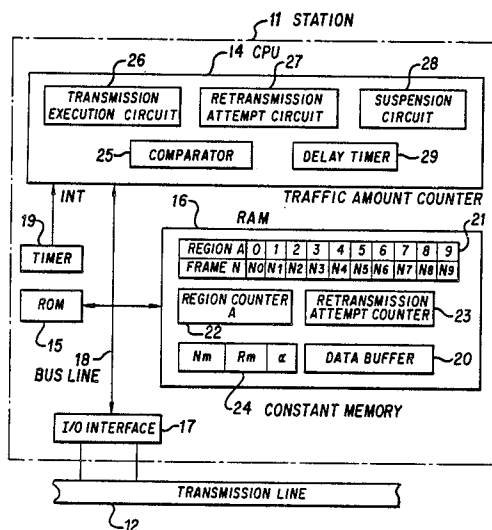 11 STATION
14 CPU
26
27
28
TRANSMISSION
EXECUTION CIRCUIT
RETRANSMISSION
ATTEMPT CIRCUIT
SUSPENSION
CIRCUIT
25
COMPARATOR
DELAY TIMER
29
INT
TRAFFIC AMOUNT COUNTER
16
RAM
21
19
TIMER
REGION A 0 1 2 3 4 5 6 7 8 9
FRAME N N0 N1 N2 N3 N4 N5 N6 N7 N8 N9
ROM
15
REGION COUNTER
A
22
RETRANSMISSION
ATTEMPT COUNTER
23
18
BUS LINE
Nm Rm α
24
DATA BUFFER
20
CONSTANT MEMORY
I/O INTERFACE
17
TRANSMISSION LINE
12